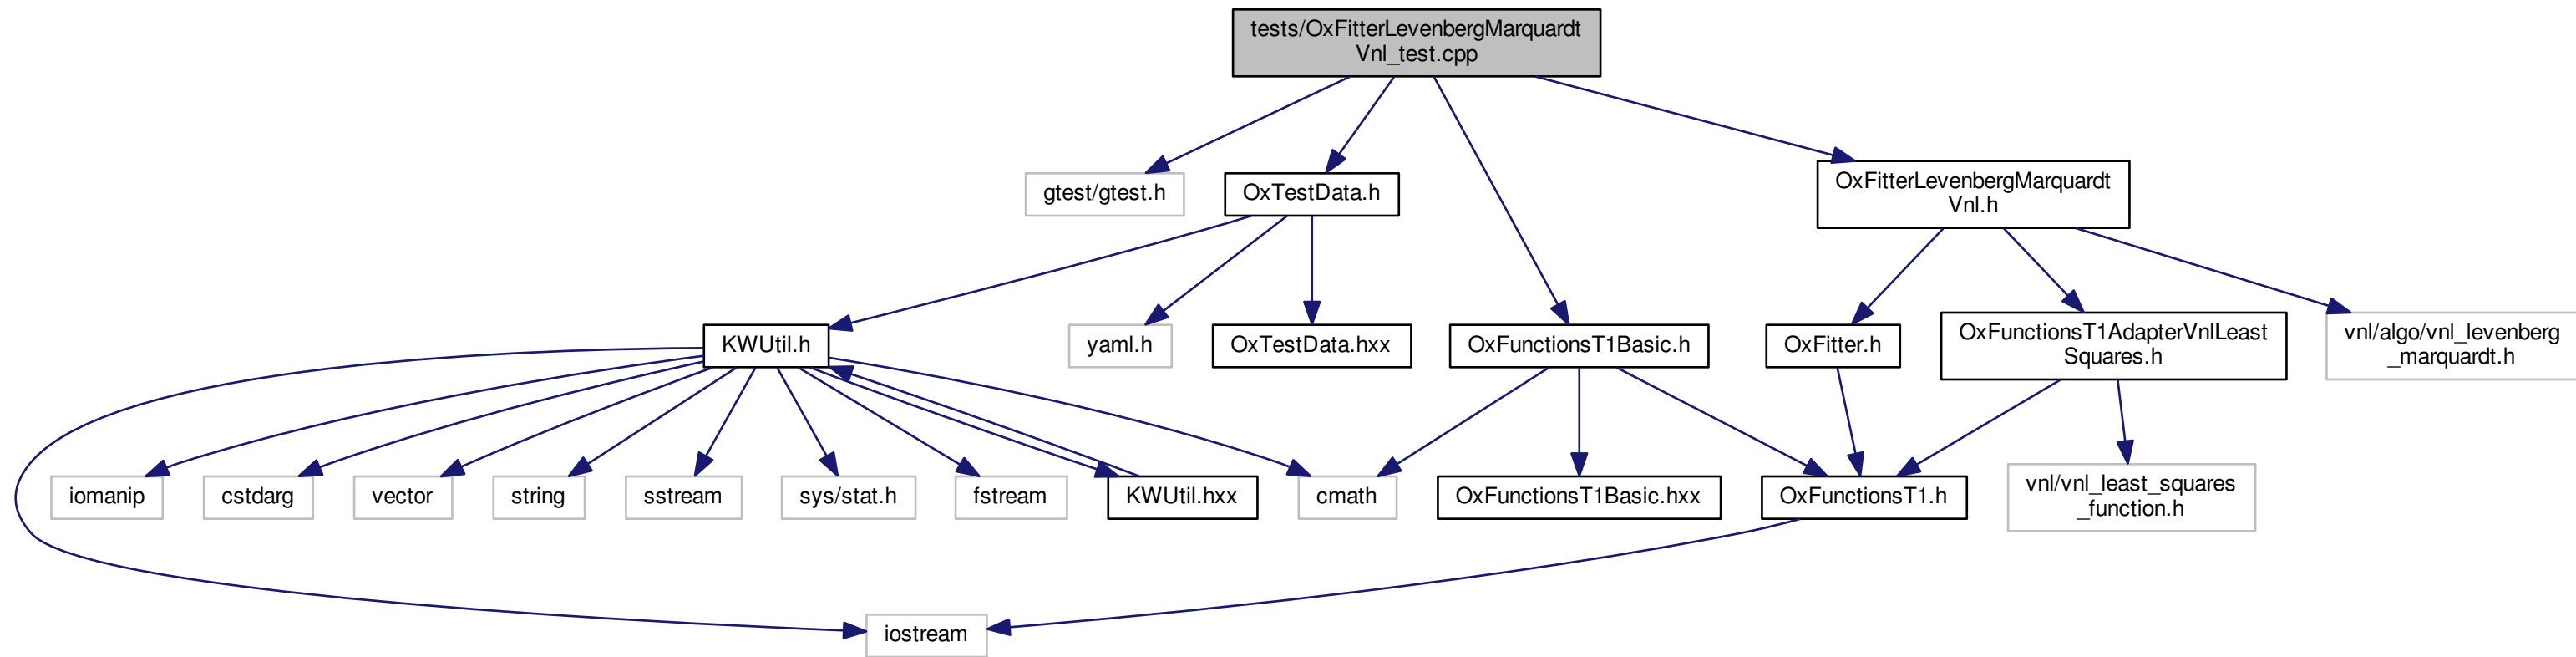 tests/OxFitterLevenbergMarquardt
Vnl_test.cpp
gtest/gtest.h
OxTestData.h
OxFitterLevenbergMarquardt
Vnl.h
KWUtil.h
yaml.h
OxTestData.hxx
OxFunctionsT1Basic.h
OxFitter.h
OxFunctionsT1AdapterVnlLeast
Squares.h
vnl/algo/vnl_levenberg
_marquardt.h
iomanip
cstdarg
vector
string
sstream
sys/stat.h
fstream
KWUtil.hxx
cmath
OxFunctionsT1Basic.hxx
OxFunctionsT1.h
vnl/vnl_least_squares
_function.h
iostream